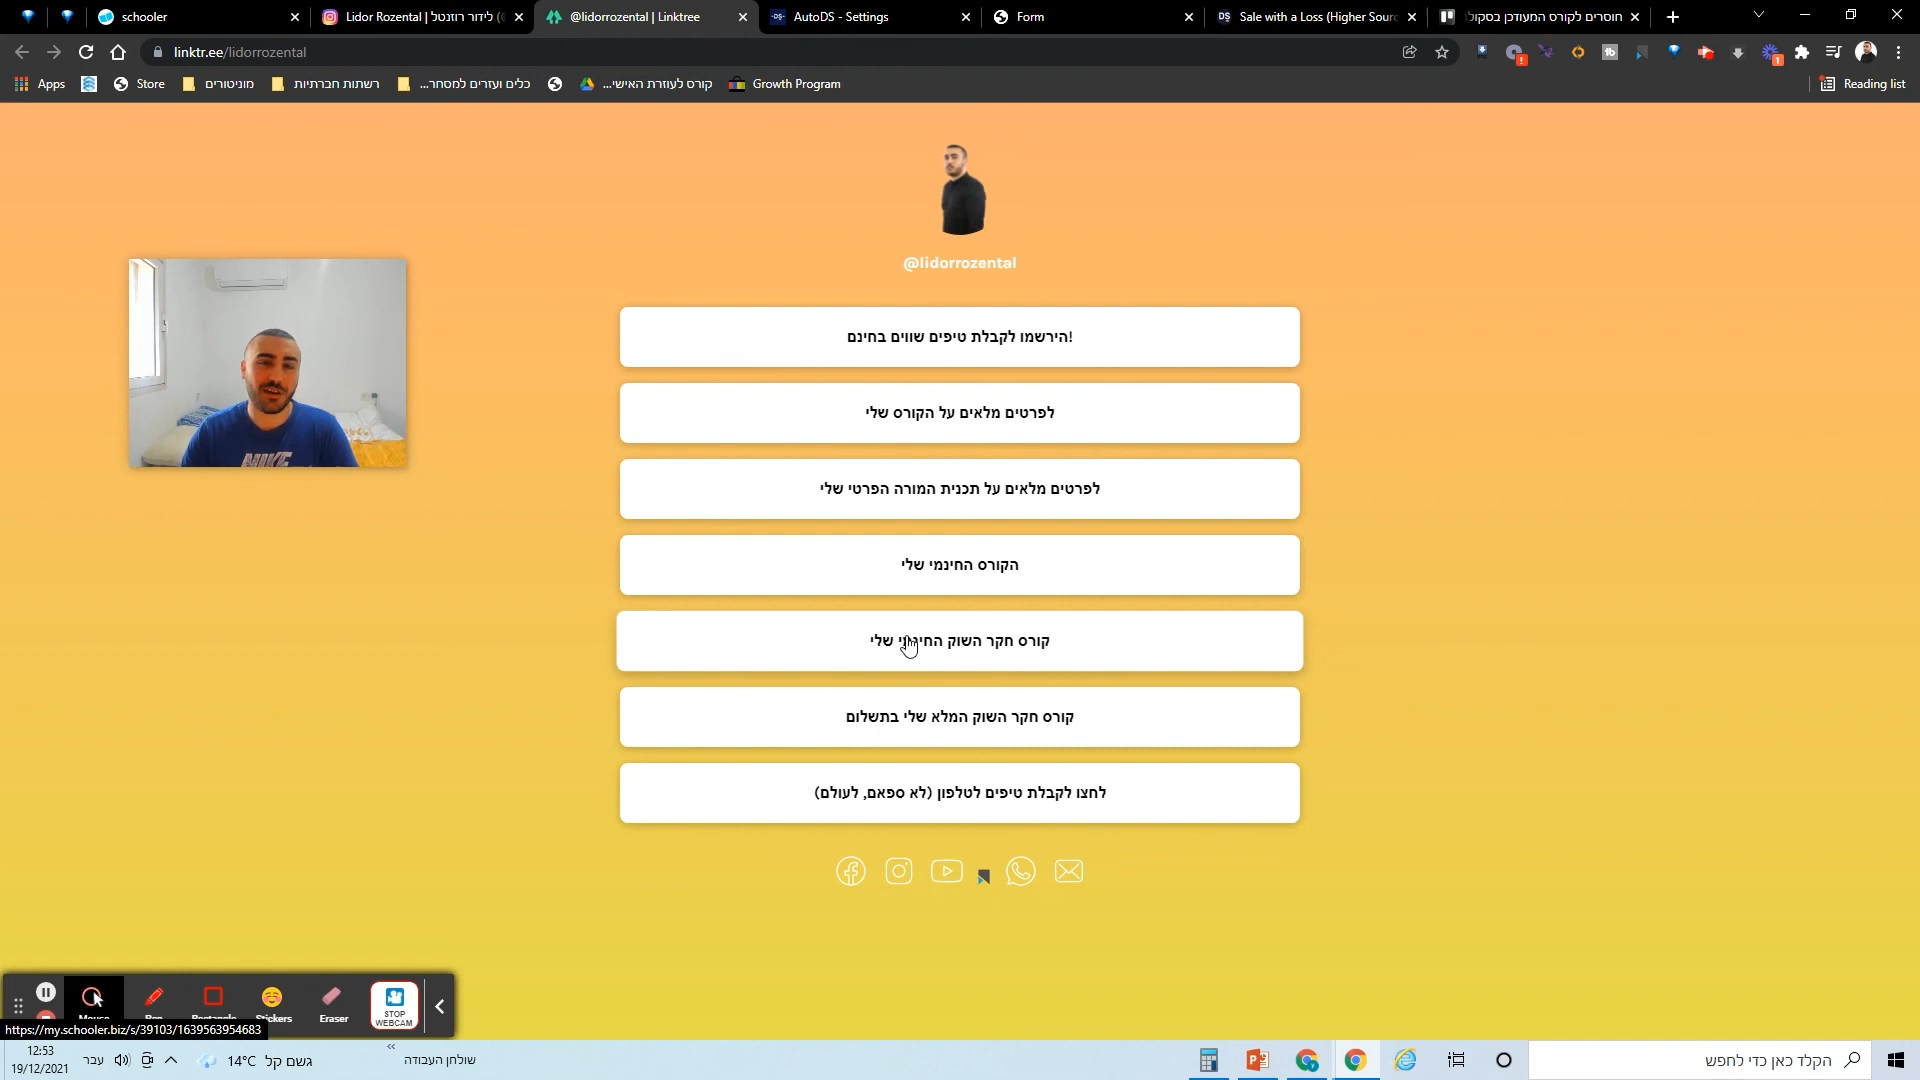 schooler
Lidor Rozental | לידור רוזנטל (
@lidorrozental | Linktree
AutoDS - Settings
Form
Sale with a Loss (Higher Sourc
חוסרים לקורס המעודכן בסקול
linktr.ee/lidorrozental
Apps
Store
מוניטורים
רשתות חברתיות
כלים ועזרים למסחר...
קורס לעוזרת האישי...
Growth Program
Reading list
@lidorrozental
הירשמו לקבלת טיפים שווים בחינם!
לפרטים מלאים על הקורס שלי
לפרטים מלאים על תכנית המורה הפרטי שלי
הקורס החינמי שלי
קורס חקר השוק החינמי שלי
קורס חקר השוק המלא שלי בתשלום
לחצו לקבלת טיפים לטלפון (לא ספאם, לעולם)
NIKE
Mouse
Pen
Rectangle
Stickers
Eraser
STOP
WEBCAM
https://my.schooler.biz/s/39103/1639563954683
12:53
19/12/2021
עבר
14°C גשם קל
שולחן העבודה
הקלד כאן כדי לחפש